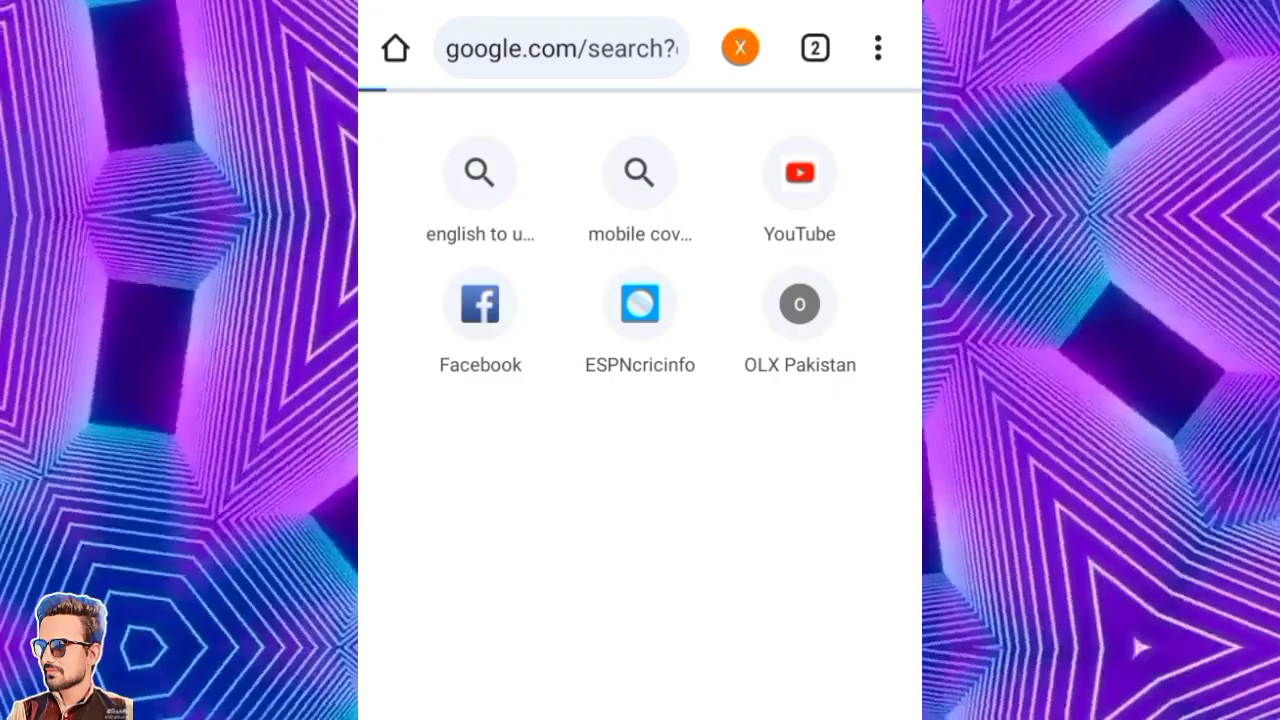 google.com/search?
X
2
english to u...
mobile cov...
YouTube
Facebook
ESPNcricinfo
O
OLX Pakistan